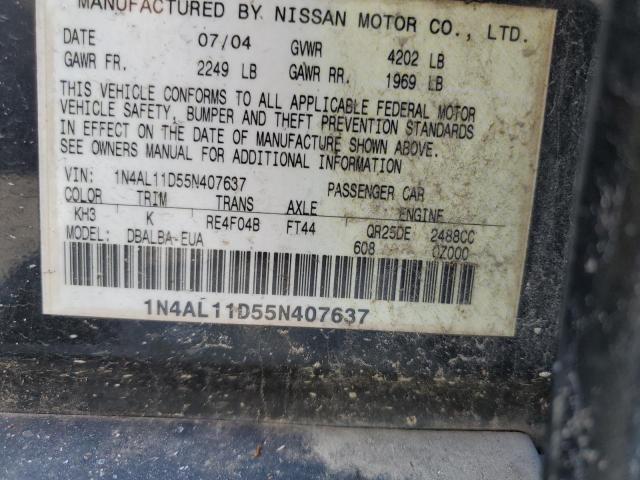 MANUFACTURED BY NISSAN MOTOR CO., LTD.
DATE 07/04 GVWR 4202 LB
GAWR FR. 2249 LB GAWR RR. 1969 LB
THIS VEHICLE CONFORMS TO ALL APPLICABLE FEDERAL MOTOR
VEHICLE SAFETY, BUMPER AND THEFT PREVENTION STANDARDS
IN EFFECT ON THE DATE OF MANUFACTURE SHOWN ABOVE.
SEE OWNERS MANUAL FOR ADDITIONAL INFORMATION
VIN: 1N4AL11D55N407637 PASSENGER CAR
COLOR TRIM TRANS AXLE ENGINE
KH3 K RE4F04B FT44 QR25DE 2488CC
MODEL: DBALBA-EUA 608 0Z000
1N4AL11D55N407637